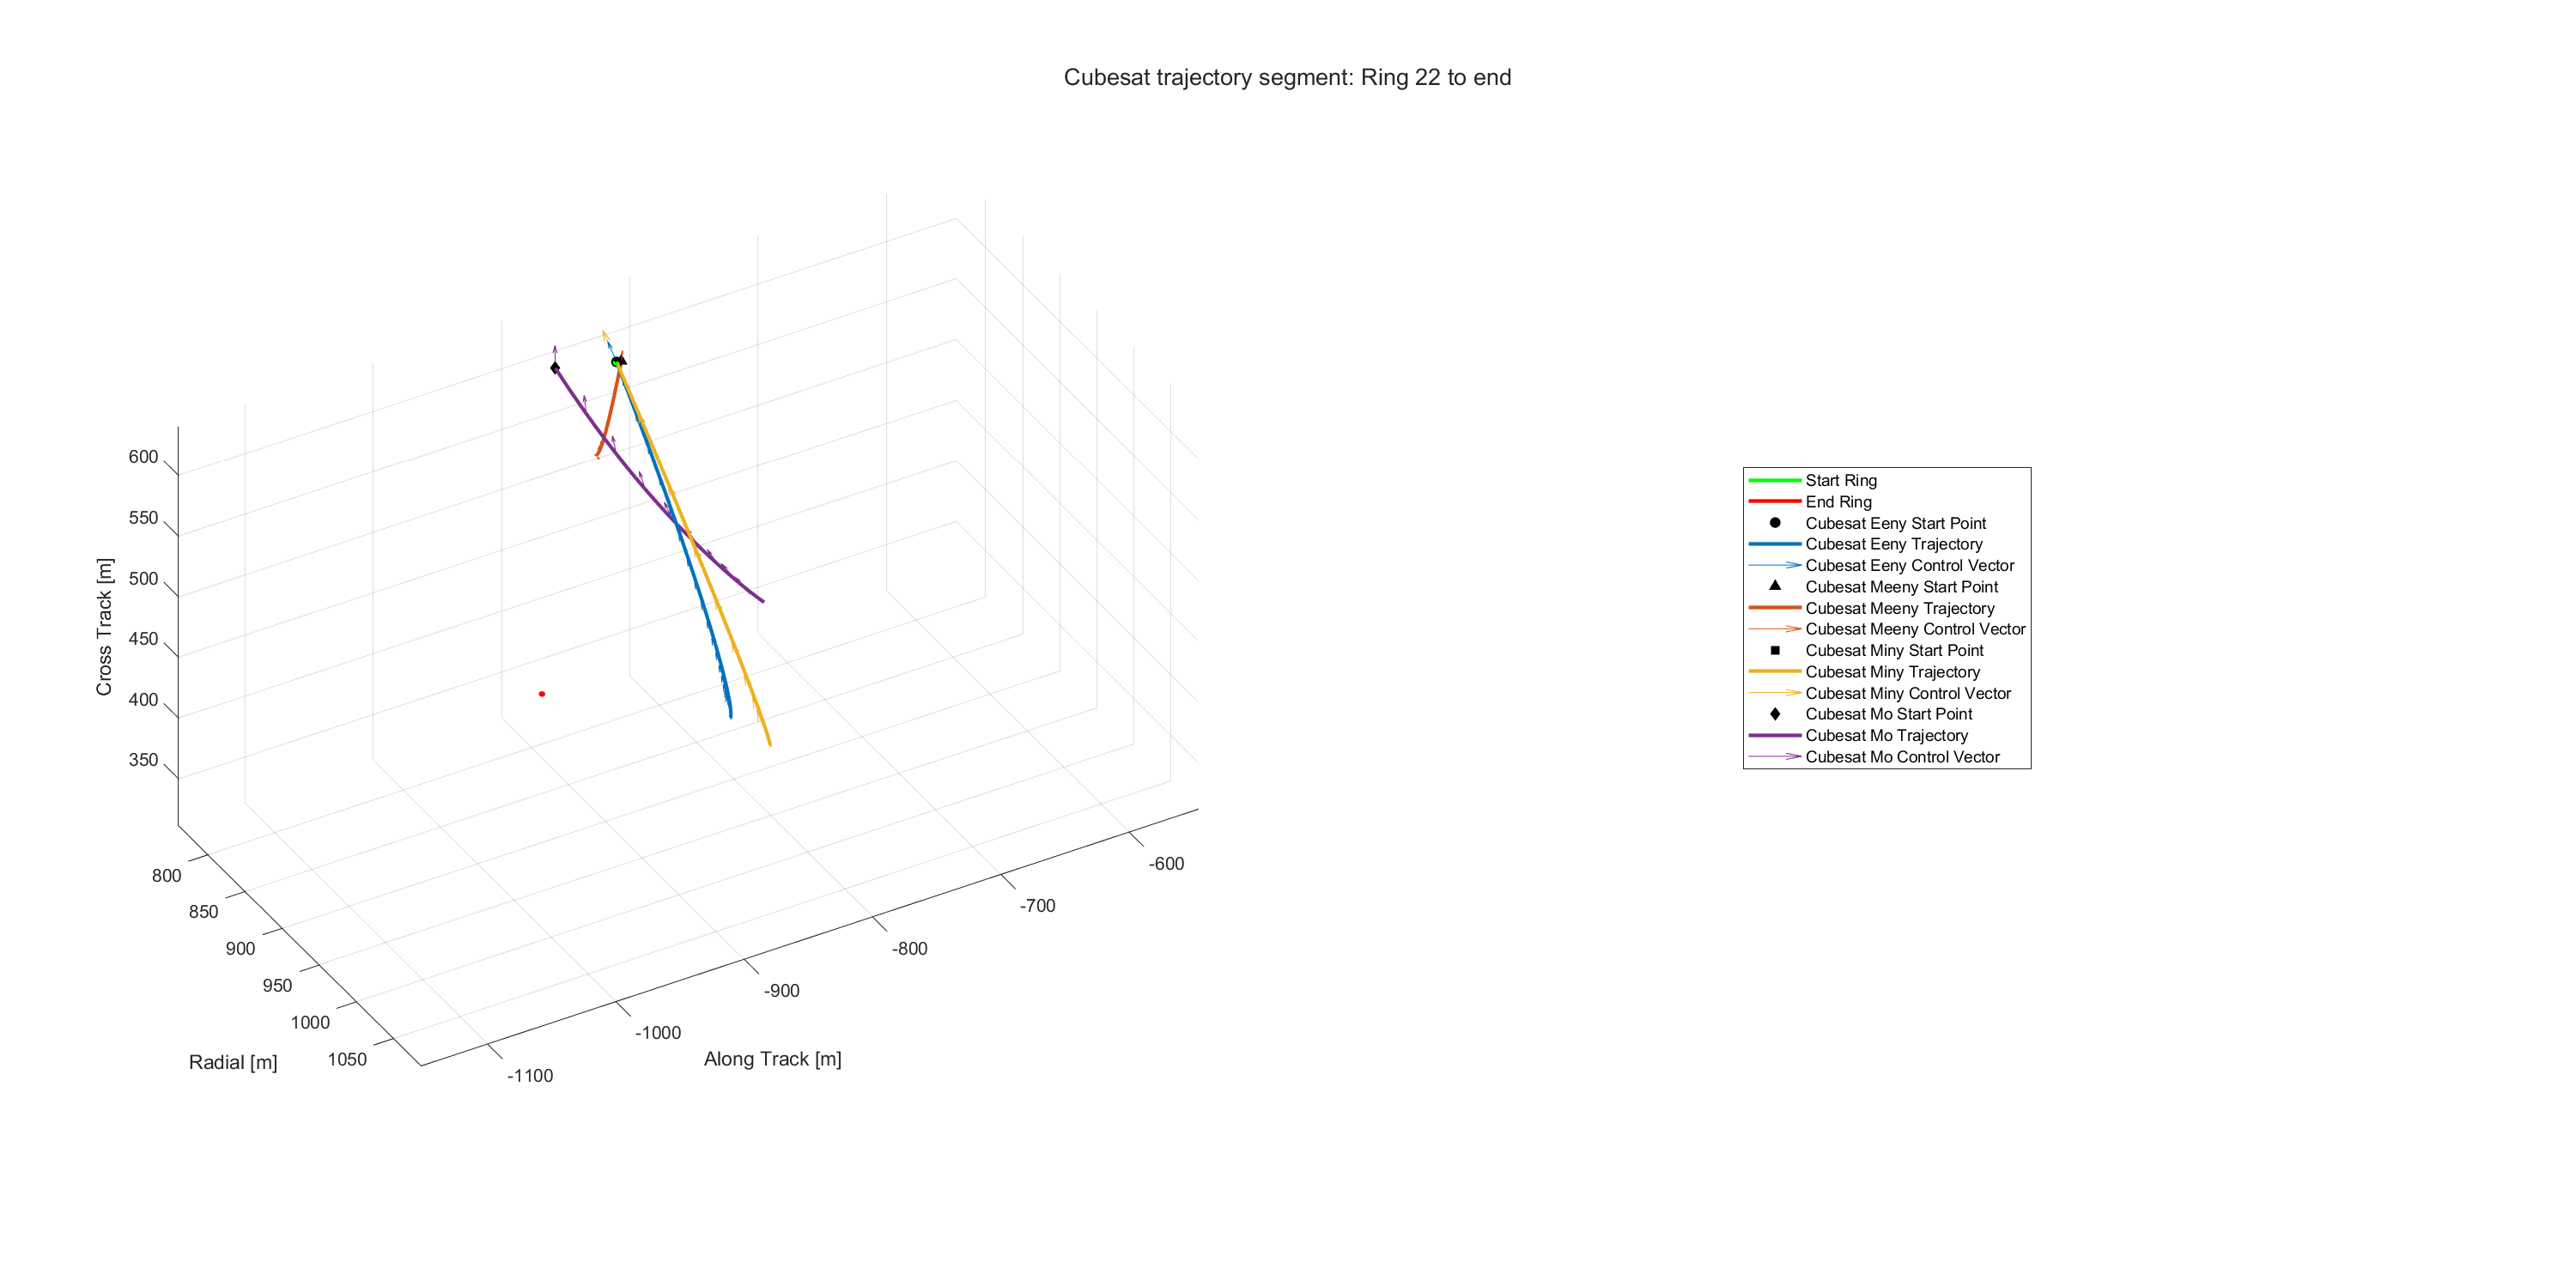 Cubesat trajectory segment: Ring 22 to end
600
550
500
450
400
350
Cross Track [m]
800
850
900
950
1000
1050
Radial [m]
-1100
-1000
-900
-800
-700
-600
Along Track [m]
Start Ring
End Ring
Cubesat Eeny Start Point
Cubesat Eeny Trajectory
Cubesat Eeny Control Vector
Cubesat Meeny Start Point
Cubesat Meeny Trajectory
Cubesat Meeny Control Vector
Cubesat Miny Start Point
Cubesat Miny Trajectory
Cubesat Miny Control Vector
Cubesat Mo Start Point
Cubesat Mo Trajectory
Cubesat Mo Control Vector